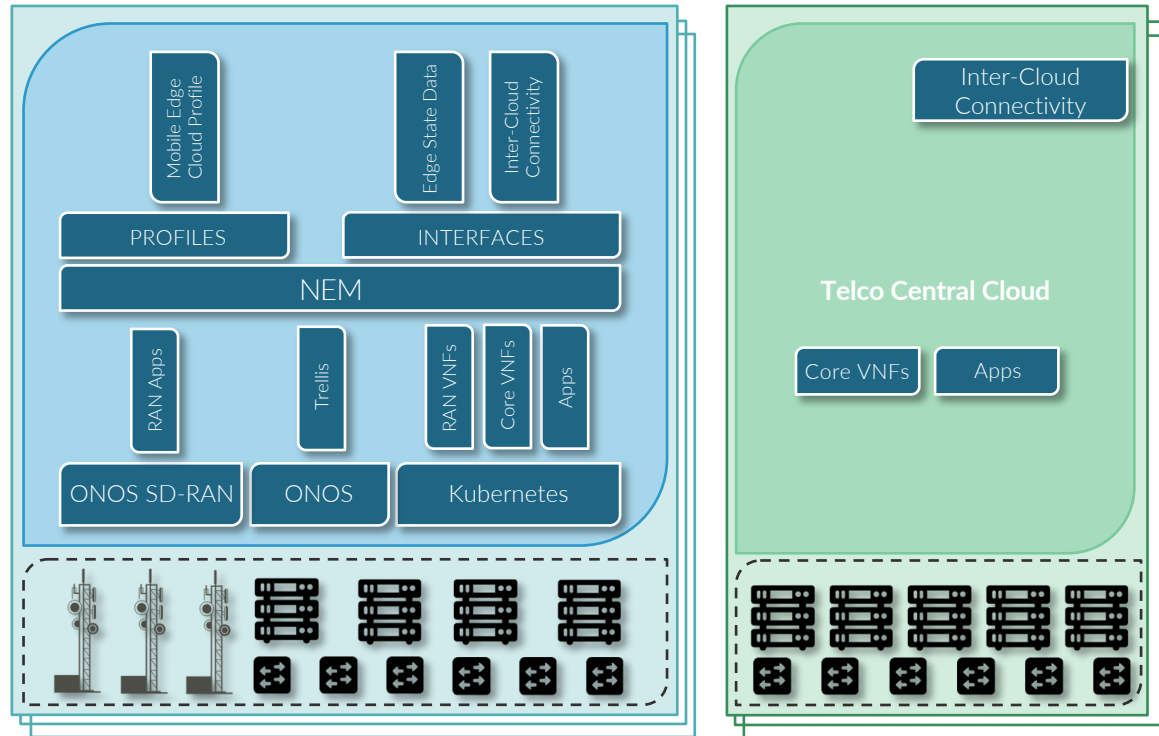 Mobile Edge
Cloud Profile
Edge State Data
Inter-Cloud
Connectivity
PROFILES
INTERFACES
NEM
RAN Apps
Trellis
RAN VNFs
Core VNFs
Apps
ONOS SD-RAN
ONOS
Kubernetes
Inter-Cloud
Connectivity
Telco Central Cloud
Core VNFs
Apps